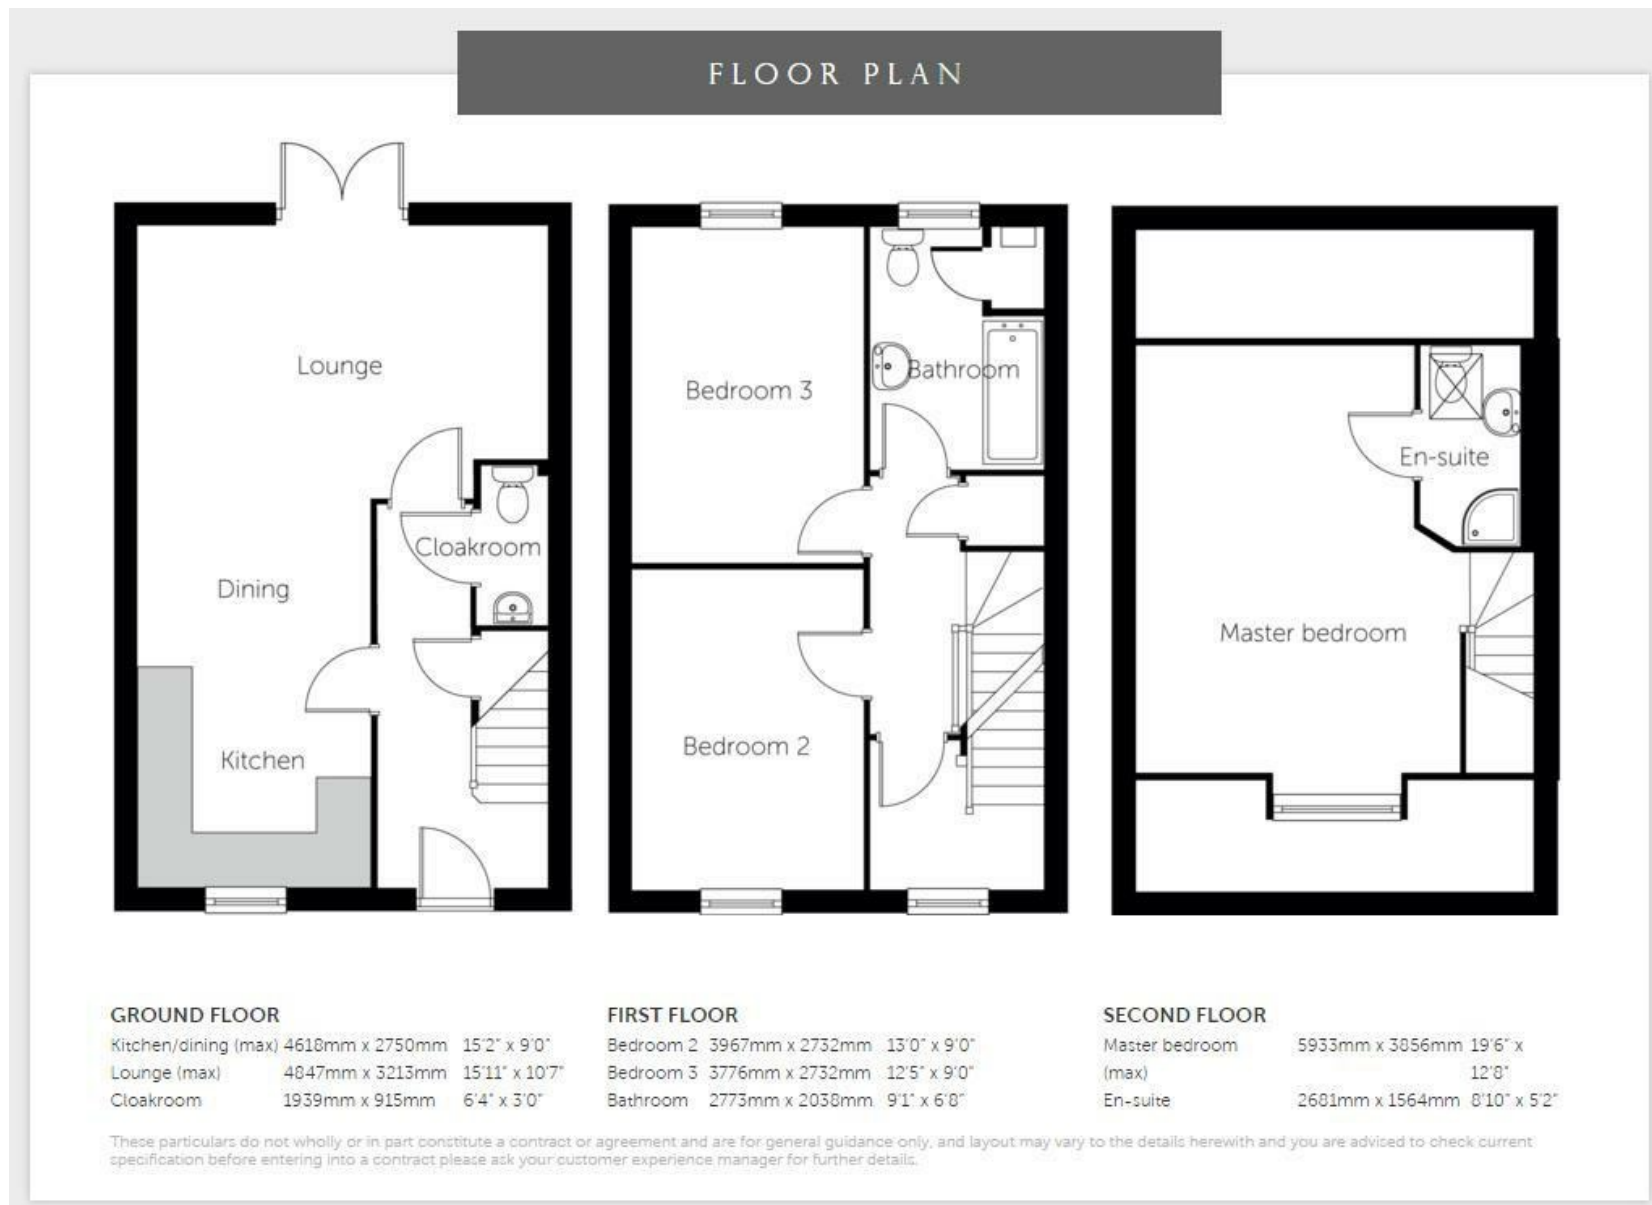 FLOOR PLAN
Lounge
Dining
Kitchen
Cloakroom
Bedroom 3
Bathroom
Bedroom 2
En-suite
Master bedroom
GROUND FLOOR
Kitchen/dining (max) 4618mm x 2750mm 15'2" x 9'0"
Lounge (max) 4847mm x 3213mm 15'11" x 10'7"
Cloakroom 1939mm x 915mm 6'4" x 3'0"
FIRST FLOOR
Bedroom 2 3967mm x 2732mm 13'0" x 9'0"
Bedroom 3 3776mm x 2732mm 12'5" x 9'0"
Bathroom 2773mm x 2038mm 9'1" x 6'8"
SECOND FLOOR
Master bedroom 5933mm x 3856mm 19'6" x
(max) 12'8"
En-suite 2681mm x 1564mm 8'10" x 5'2"
These particulars do not wholly or in part constitute a contract or agreement and are for general guidance only, and layout may vary to the details herewith and you are advised to check current
specification before entering into a contract please ask your customer experience manager for further details.